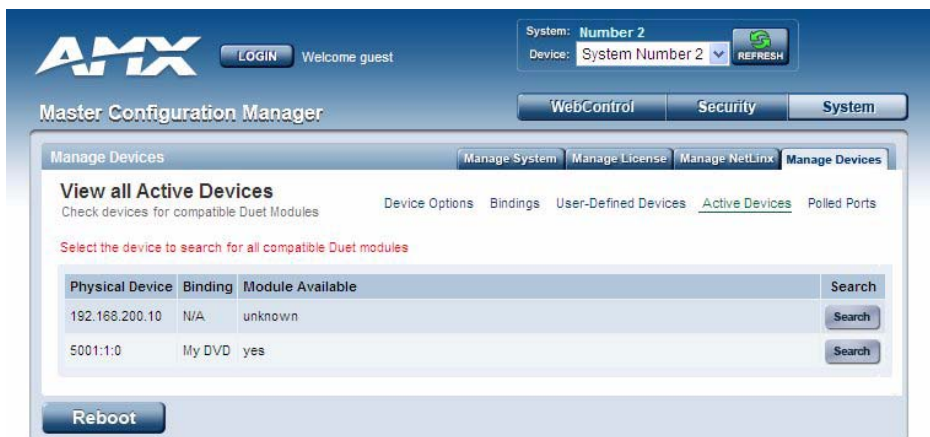 AMX
LOGIN Welcome guest
System: Number 2
Device: System Number 2
REFRESH
Master Configuration Manager
WebControl Security System
Manage Devices
Manage System Manage License Manage NetLinx Manage Devices
View all Active Devices
Check devices for compatible Duet Modules
Device Options Bindings User-Defined Devices Active Devices Polled Ports
Select the device to search for all compatible Duet modules
Physical Device Binding Module Available Search
192.168.200.10 N/A unknown Search
5001:1:0 My DVD yes Search
Reboot